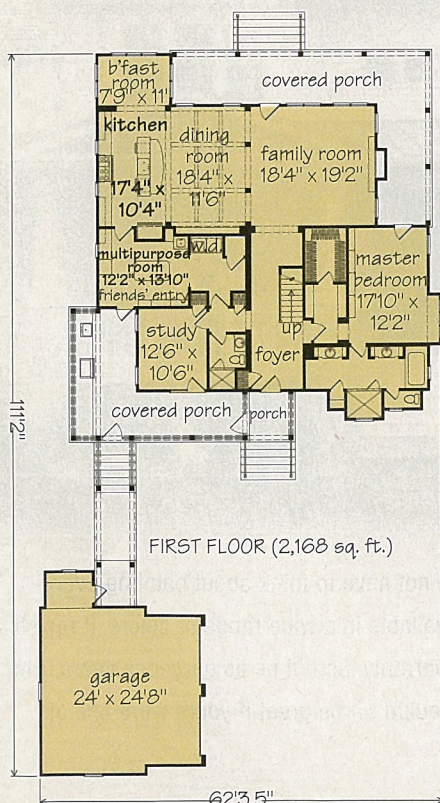 b'fast
room
7'9" x 11'
covered porch
kitchen
17'4" x
10'4"
dining
room
18'4" x
11'6"
family room
18'4" x 19'2"
w.d.
multipurpose
room
12'2" x 13'10"
friends' entry
master
bedroom
17'10" x
12'2"
study
12'6" x
10'6"
up
foyer
covered porch
porch
111'2"
FIRST FLOOR (2,168 sq. ft.)
garage
24' x 24'8"
62'3.5"